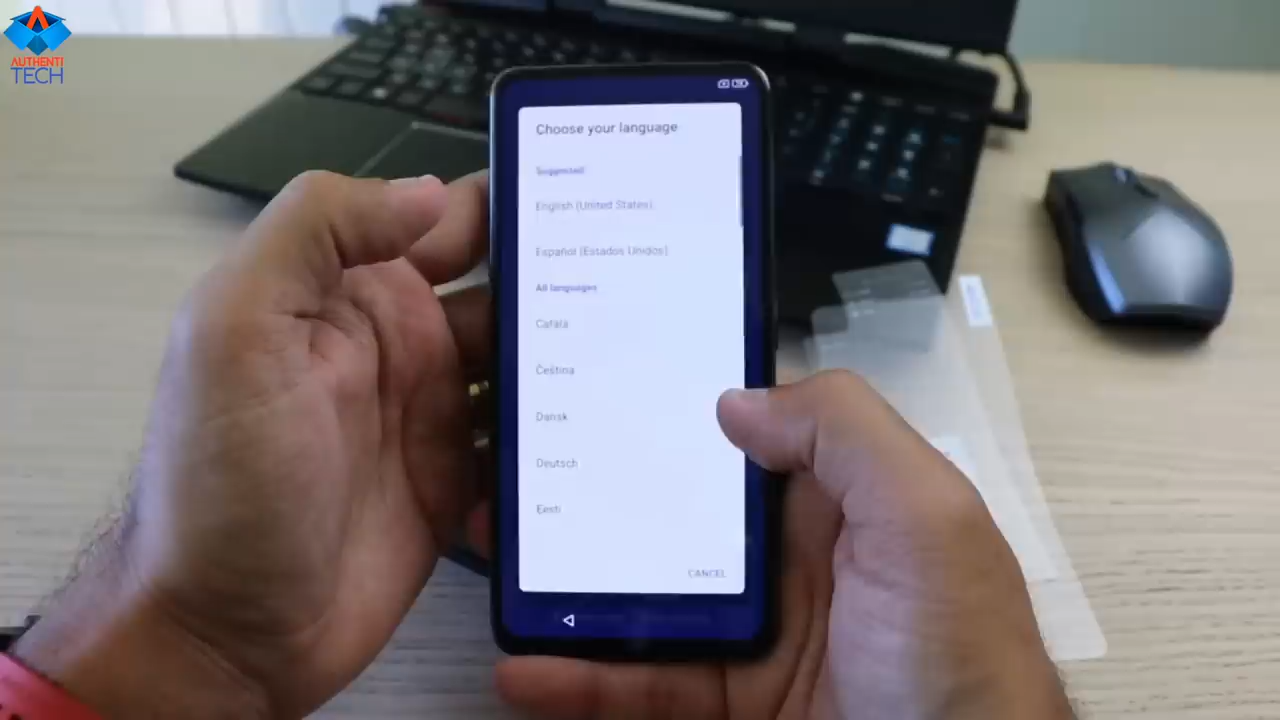 AUTHENTI
TECH
Choose your language
Suggested
English (United States)
Español (Estados Unidos)
All languages
Català
Čeština
Dansk
Deutsch
Eesti
CANCEL